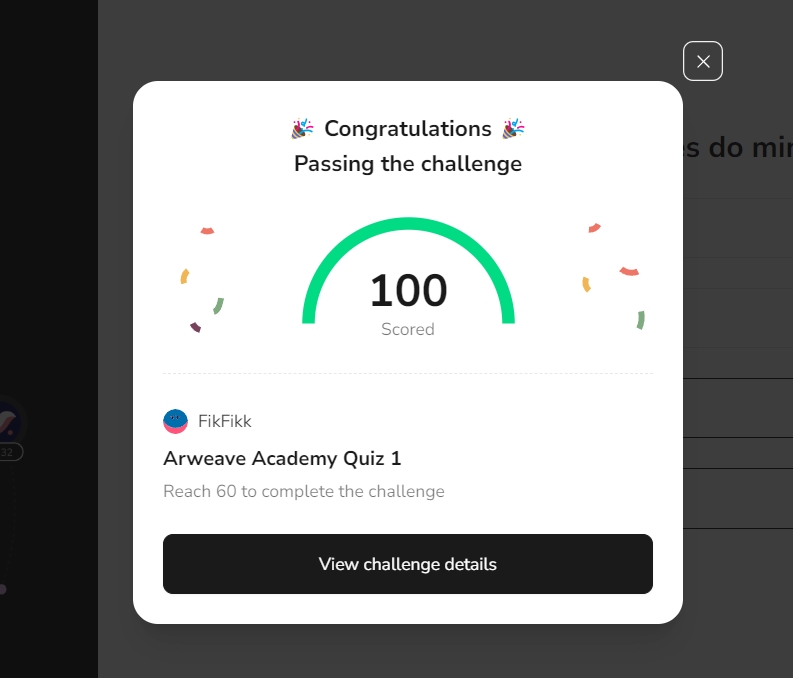 🎉 Congratulations 🎉
Passing the challenge
es do min
100
Scored
FikFikk
32
Arweave Academy Quiz 1
Reach 60 to complete the challenge
View challenge details